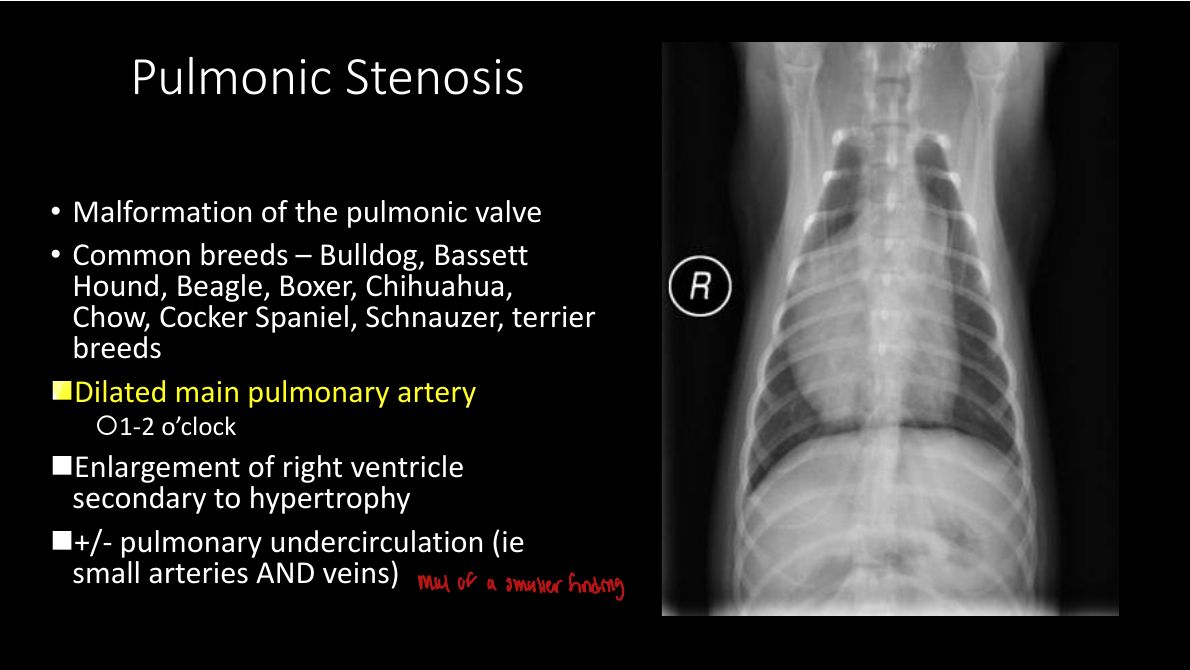 Pulmonic Stenosis
• Malformation of the pulmonic valve
• Common breeds – Bulldog, Bassett
Hound, Beagle, Boxer, Chihuahua,
Chow, Cocker Spaniel, Schnauzer, terrier
breeds
■Dilated main pulmonary artery
○1-2 o’clock
■Enlargement of right ventricle
secondary to hypertrophy
■+/- pulmonary undercirculation (ie
small arteries AND veins)
of a smaller finding
R